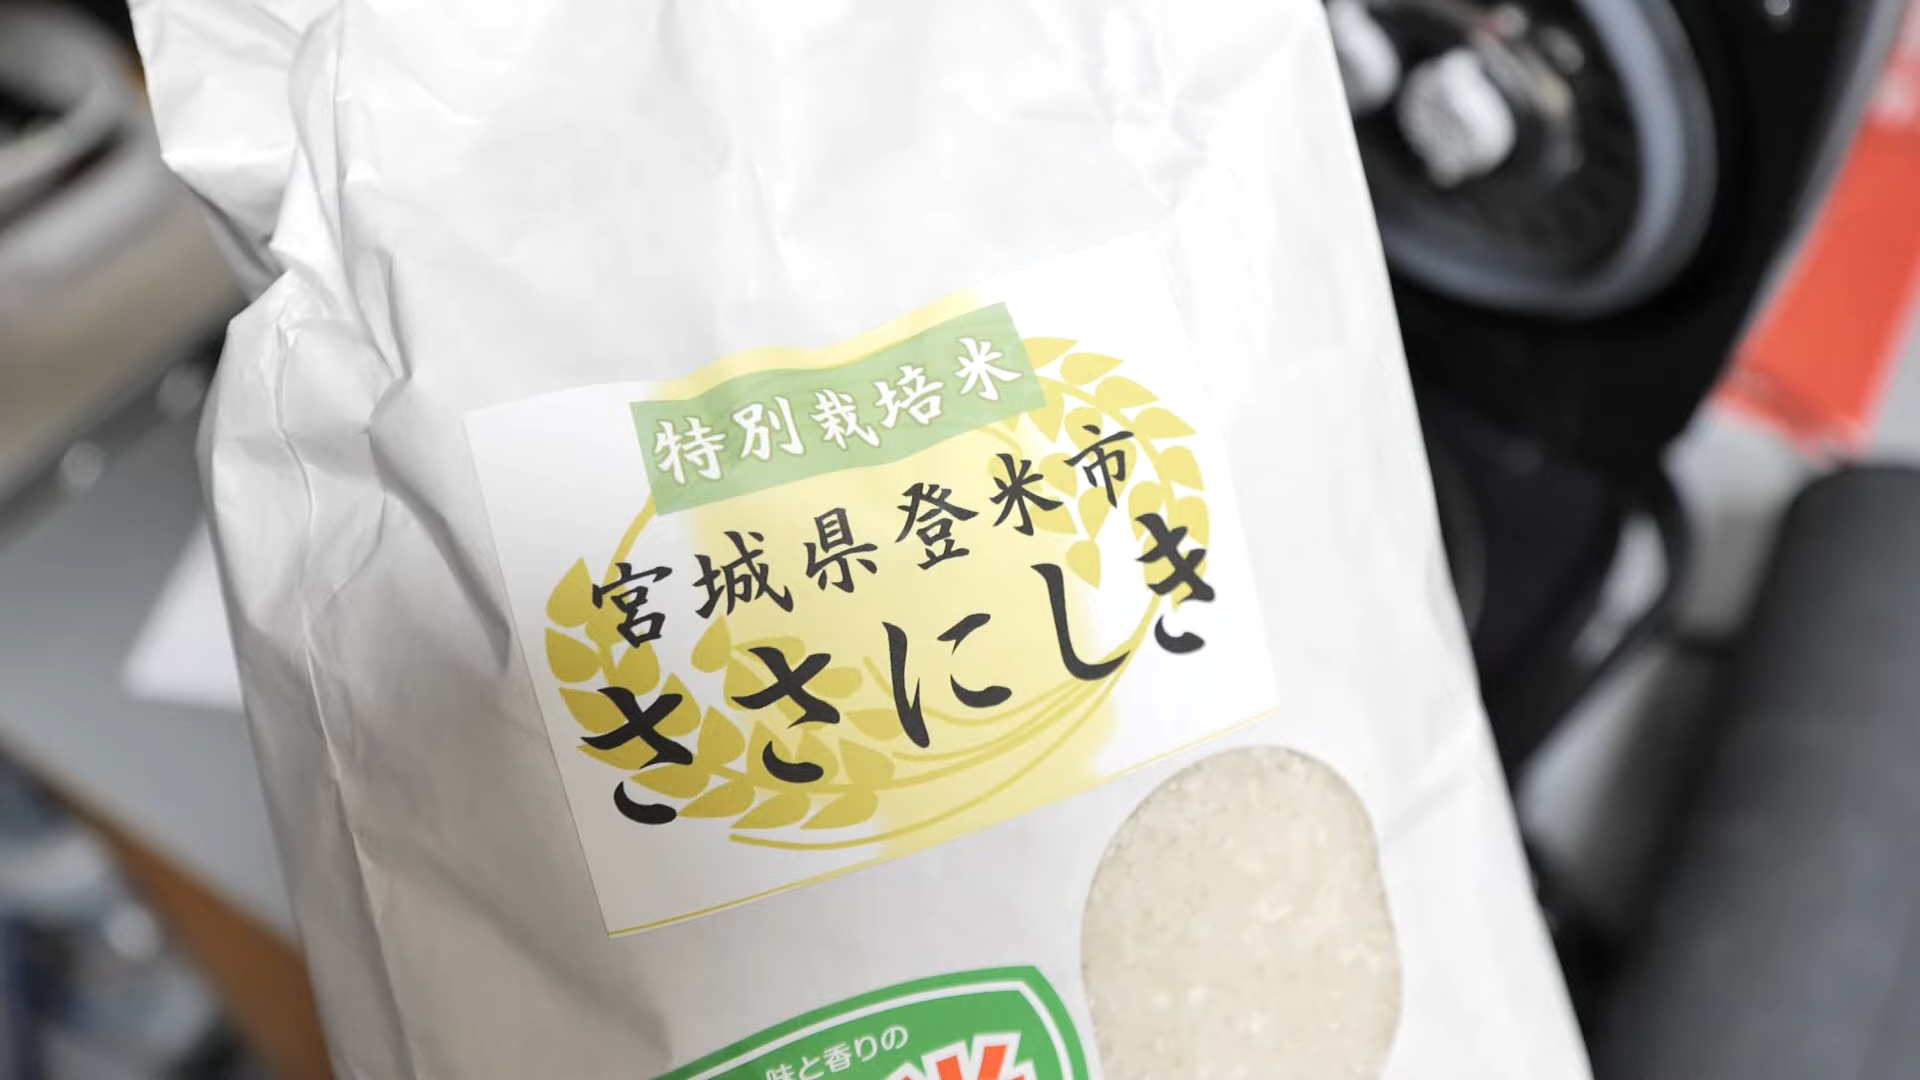 特別栽培米
宮城県登米市
ささにしき
味と香りの